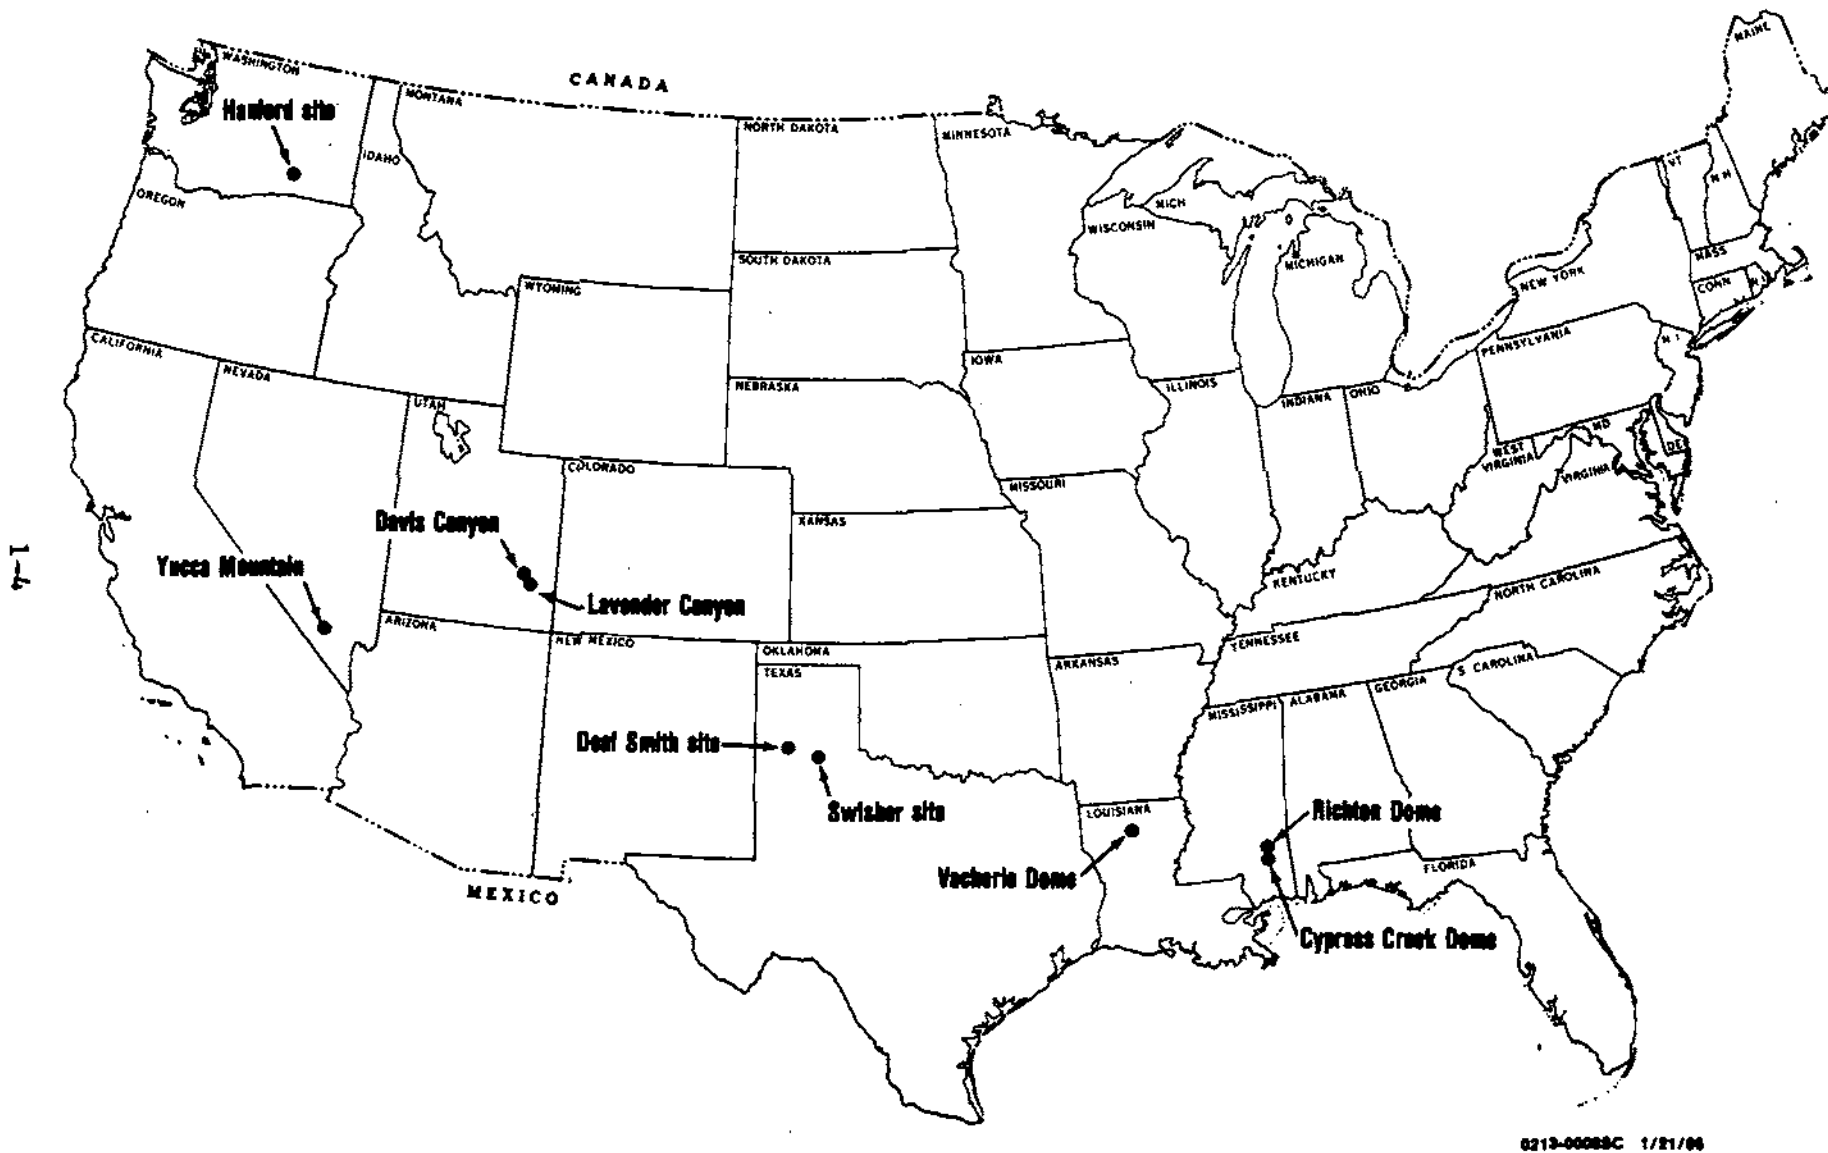 CANADA
WASHINGTON
MAINE
MONTANA
Hanford site
NORTH DAKOTA
MINNESOTA
IDAHO
VT
N H
OREGON
MICH
WISCONSIN
MASS
SOUTH DAKOTA
MICHIGAN
NEW YORK
CONN
WYOMING
CALIFORNIA
PENNSYLVANIA
IOWA
NEVADA
NEBRASKA
ILLINOIS
UTAH
INDIANA
OHIO
MD
DEL
WEST
VIRGINIA
VIRGINIA
COLORADO
MISSOURI
Davis Canyon
KANSAS
1-4
Yucca Mountain
KENTUCKY
NORTH CAROLINA
Lavender Canyon
ARIZONA
NEW MEXICO
TENNESSEE
OKLAHOMA
ARKANSAS
S CAROLINA
TEXAS
GEORGIA
ALABAMA
MISSISSIPPI
Deaf Smith site
Swisher site
LOUISIANA
Richton Dome
FLORIDA
Vacherie Dome
MEXICO
Cypress Creek Dome